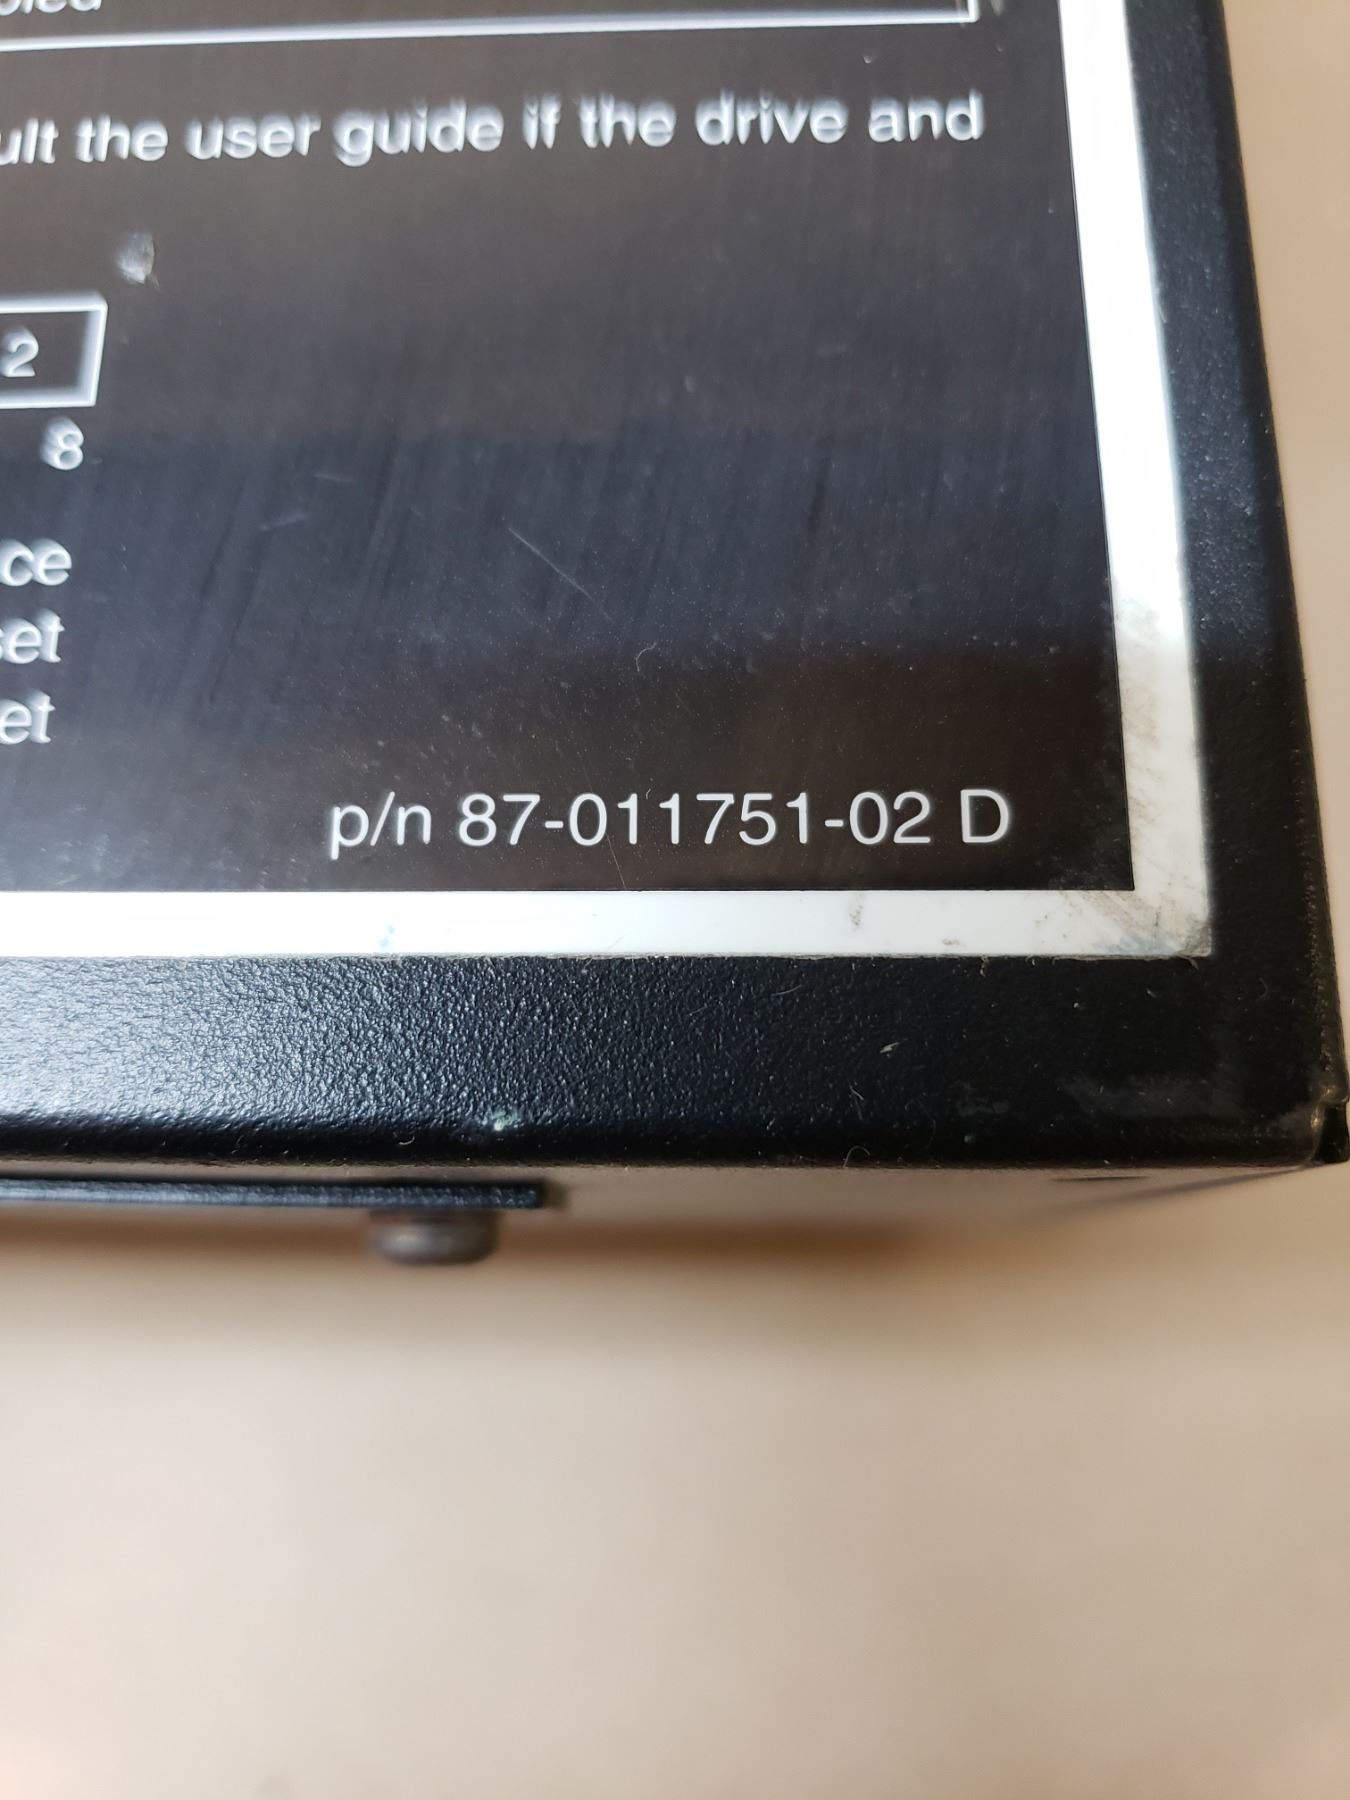 ult the user guide if the drive and
2
8
ce
set
et
p/n 87-011751-02 D